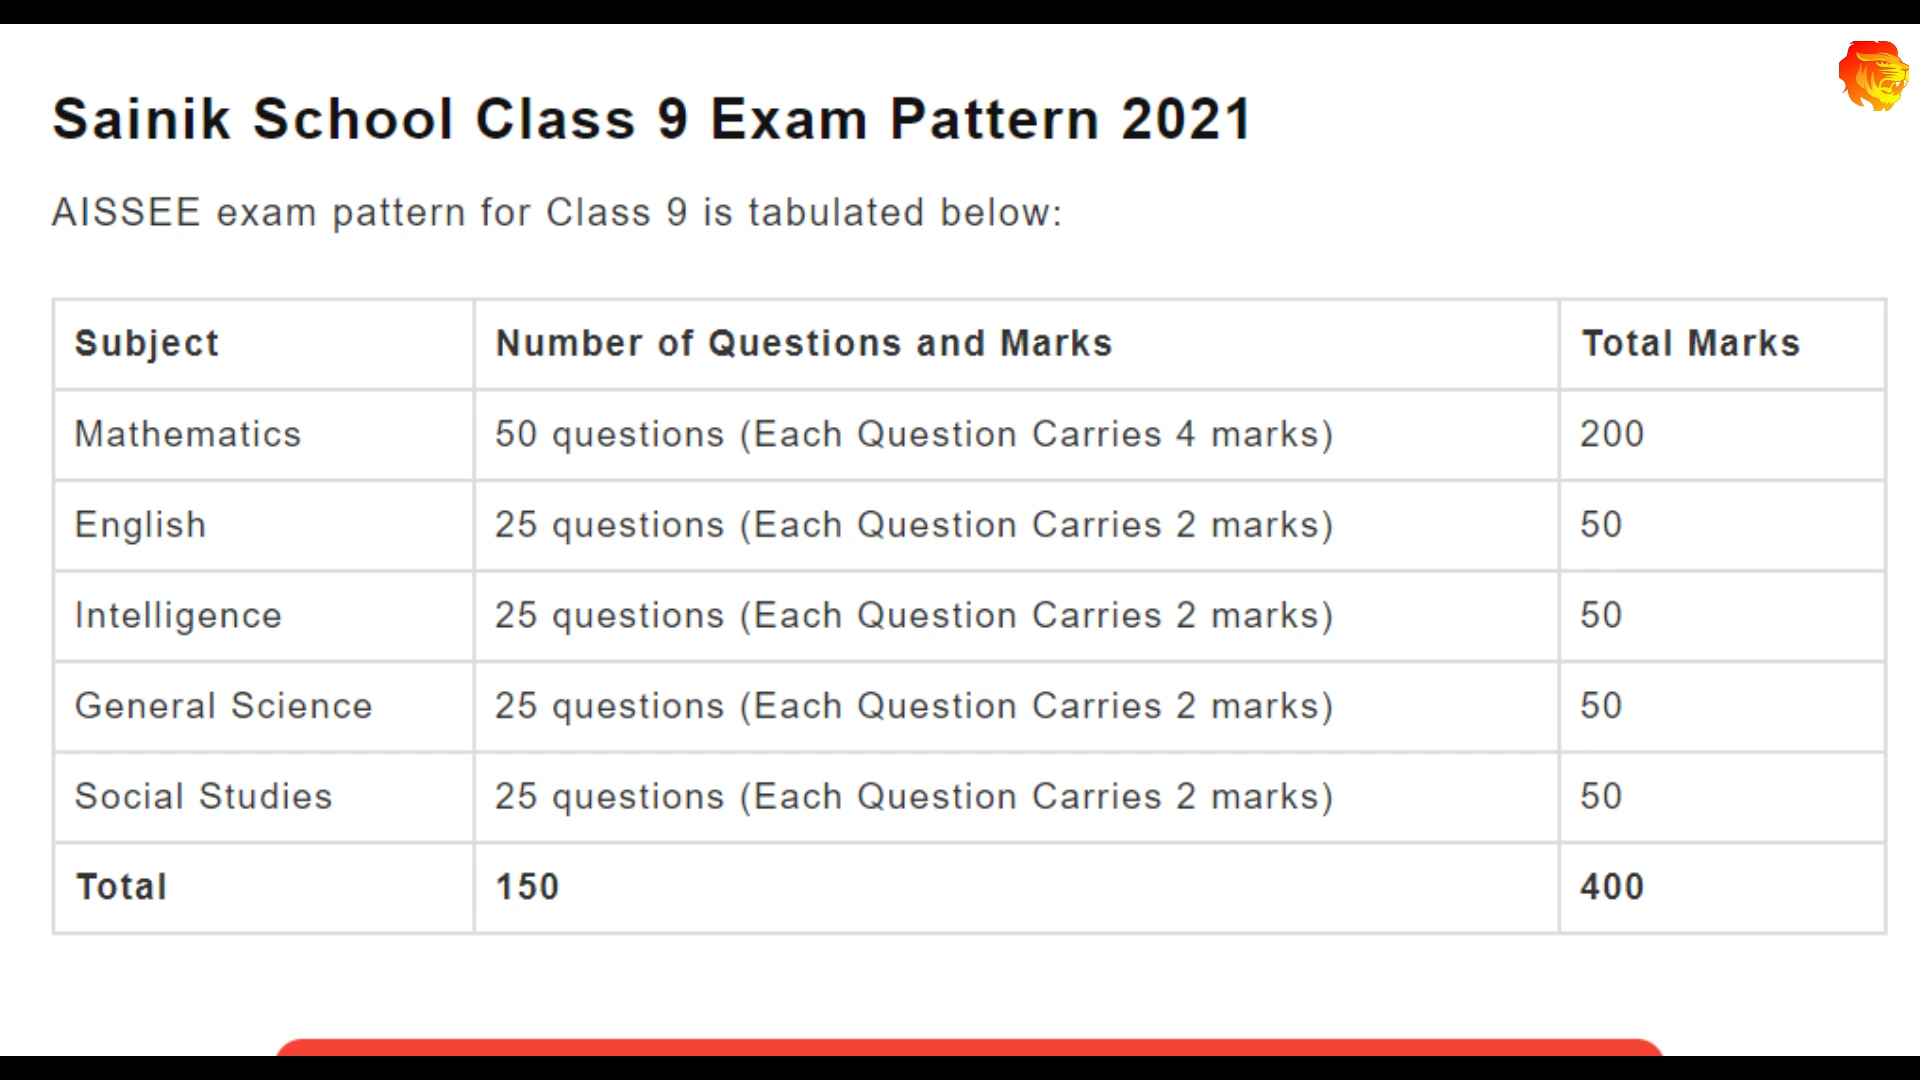 Sainik School Class 9 Exam Pattern 2021
AISSEE exam pattern for Class 9 is tabulated below:
Subject Number of Questions and Marks Total Marks
Mathematics 50 questions (Each Question Carries 4 marks) 200
English 25 questions (Each Question Carries 2 marks) 50
Intelligence 25 questions (Each Question Carries 2 marks) 50
General Science 25 questions (Each Question Carries 2 marks) 50
Social Studies 25 questions (Each Question Carries 2 marks) 50
Total 150 400